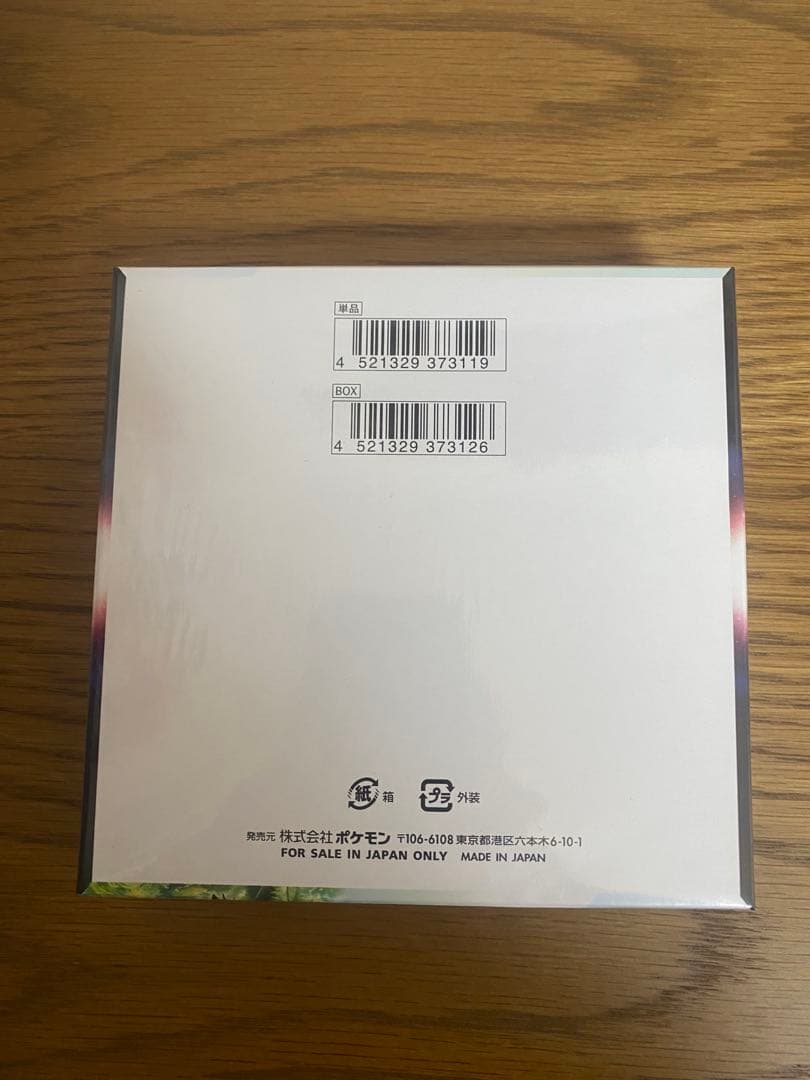 単品
4 521329 373119
BOX
4 521329 373126
紙 箱 プラ 外装
発売元 株式会社 ポケモン 〒106-6108 東京都港区六本木6-10-1
FOR SALE IN JAPAN ONLY MADE IN JAPAN